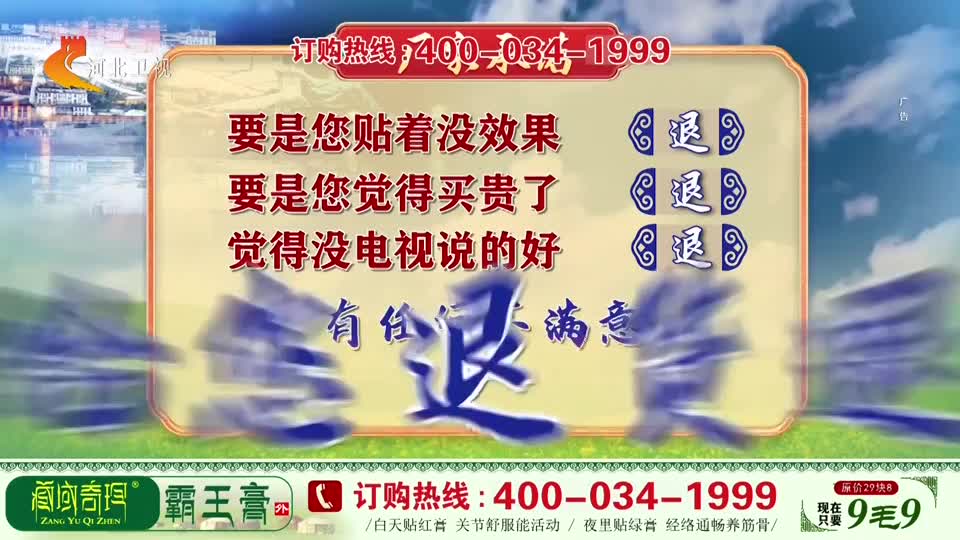 订购热线:400-034-1999
河北卫视
广告
要是您贴着没效果 退
要是您觉得买贵了 退
觉得没电视说的好 退
满意
退
藏域奇珍®
ZANG YU QI ZHEN
霸王膏 外
订购热线:400-034-1999
/白天贴红膏 关节舒服能活动 / 夜里贴绿膏 经络通畅养筋骨/
原价29块8
现在只要 9毛9